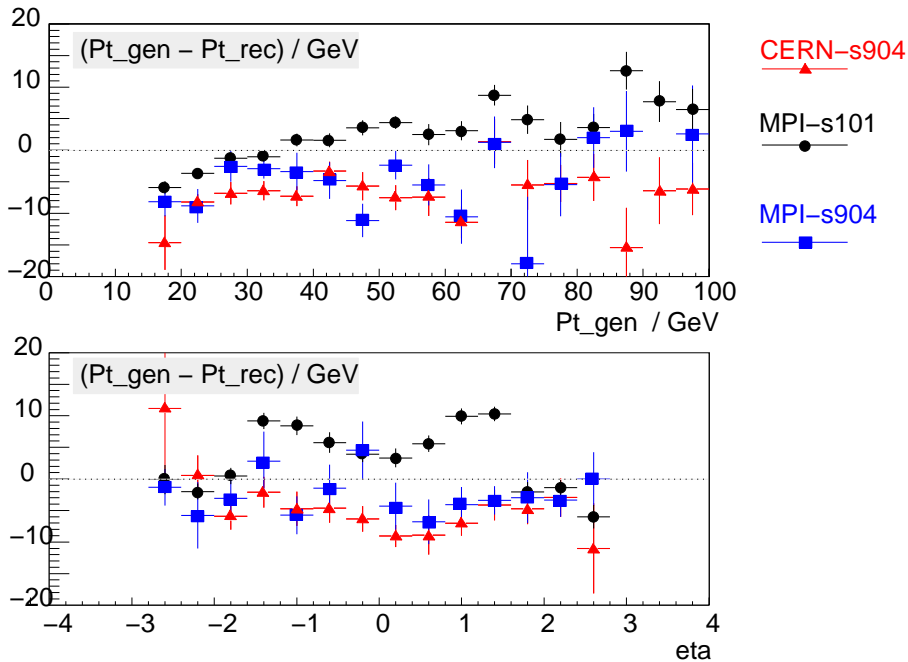 20
(Pt_gen − Pt_rec) / GeV
10
0
−10
−20
0 10 20 30 40 50 60 70 80 90 100
Pt_gen / GeV
CERN−s904
MPI−s101
MPI−s904
20
(Pt_gen − Pt_rec) / GeV
10
0
−10
−20
−4 −3 −2 −1 0 1 2 3 4
eta